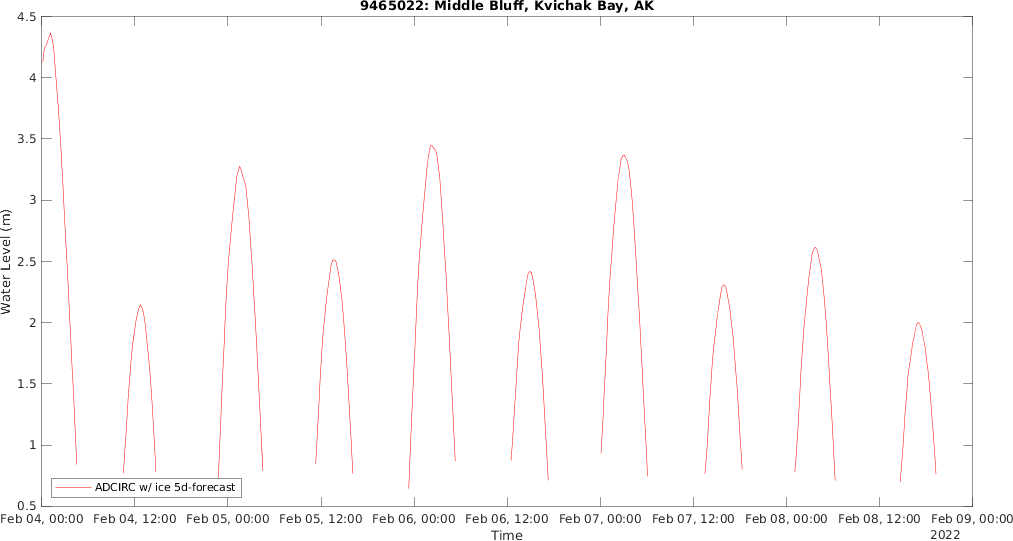 9465022: Middle Bluff, Kvichak Bay, AK
4.5
4
3.5
3
2.5
2
1.5
1
0.5
Water Level (m)
ADCIRC w/ ice 5d-forecast
Feb 04, 00:00 Feb 04, 12:00 Feb 05, 00:00 Feb 05, 12:00 Feb 06, 00:00 Feb 06, 12:00 Feb 07, 00:00 Feb 07, 12:00 Feb 08, 00:00 Feb 08, 12:00 Feb 09, 00:00
Time
2022